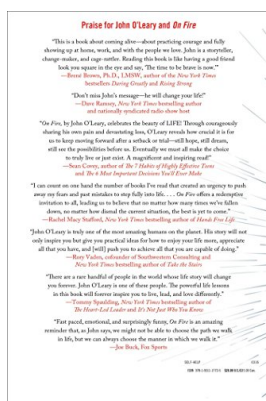 Praise for John O'Leary and On Fire
"This is a book about coming alive—about practicing courage and fully
showing up at home, work, and with the people we love. John is a storyteller,
change-maker, and cage-rattler. Reading this book is like having a good friend
look you square in the eye and say, 'The time to be brave is now.'"
—Brené Brown, Ph.D., LMSW, author of the New York Times
bestsellers Daring Greatly and Rising Strong
"Don't miss John's message—he will change your life!"
—Dave Ramsey, New York Times bestselling author
and nationally syndicated radio show host
"On Fire, by John O'Leary, celebrates the beauty of LIFE! Through courageously
sharing his own pain and devastating loss, O'Leary reveals how crucial it is for
us to keep moving forward after a setback or trial—still hope, still dream,
still see the possibilities before us. Eventually we must all make the choice
to truly live or just exist. A magnificent and inspiring read!"
—Sean Covey, author of The 7 Habits of Highly Effective Teens
and The 6 Most Important Decisions You'll Ever Make
"I can count on one hand the number of books I've read that created an urgency to push
away my fears and past mistakes to step fully into life. . . . On Fire offers a redemptive
invitation to all, leading us to believe that no matter how many times we've fallen
down, no matter how dismal the current situation, the best is yet to come."
—Rachel Macy Stafford, New York Times bestselling author of Hands Free Life
"John O'Leary is truly one of the most amazing humans on the planet. His story will not
only inspire you but give you practical ideas for how to enjoy your life more, appreciate
all that you have, and [will] push you to achieve all that you are capable of doing."
—Rory Vaden, cofounder of Southwestern Consulting and
New York Times bestselling author of Take the Stairs
"There are a rare handful of people in the world whose life story will change
you forever. John O'Leary is one of these people. The powerful life lessons
in this book will forever inspire you to live, lead, and love differently."
—Tommy Spaulding, New York Times bestselling author of
The Heart-Led Leader and It's Not Just Who You Know
"Fast paced, emotional, and surprisingly funny, On Fire is an amazing
reminder that, as John says, we might not be able to choose the path we walk
in life, but we can always choose the manner in which we walk it."
—Joe Buck, Fox Sports
SELF-HELP